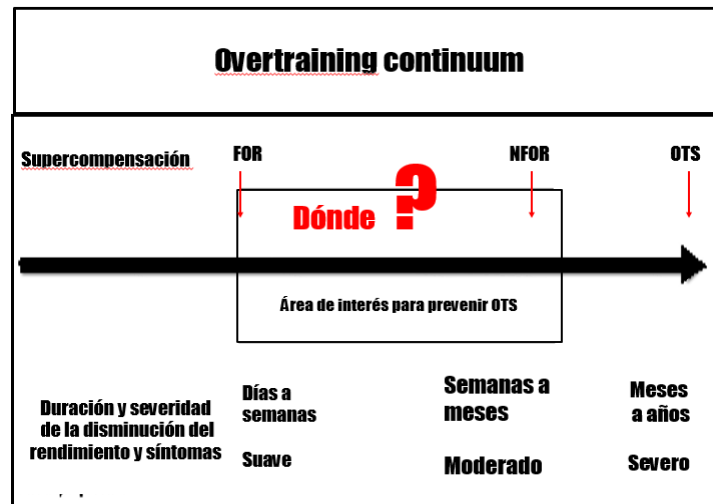 Overtraining continuum
Supercompensación
FOR
NFOR
OTS
Dónde ?
Área de interés para prevenir OTS
Duración y severidad
de la disminución del
rendimiento y síntomas
Días a
semanas
Suave
Semanas a
meses
Moderado
Meses
a años
Severo